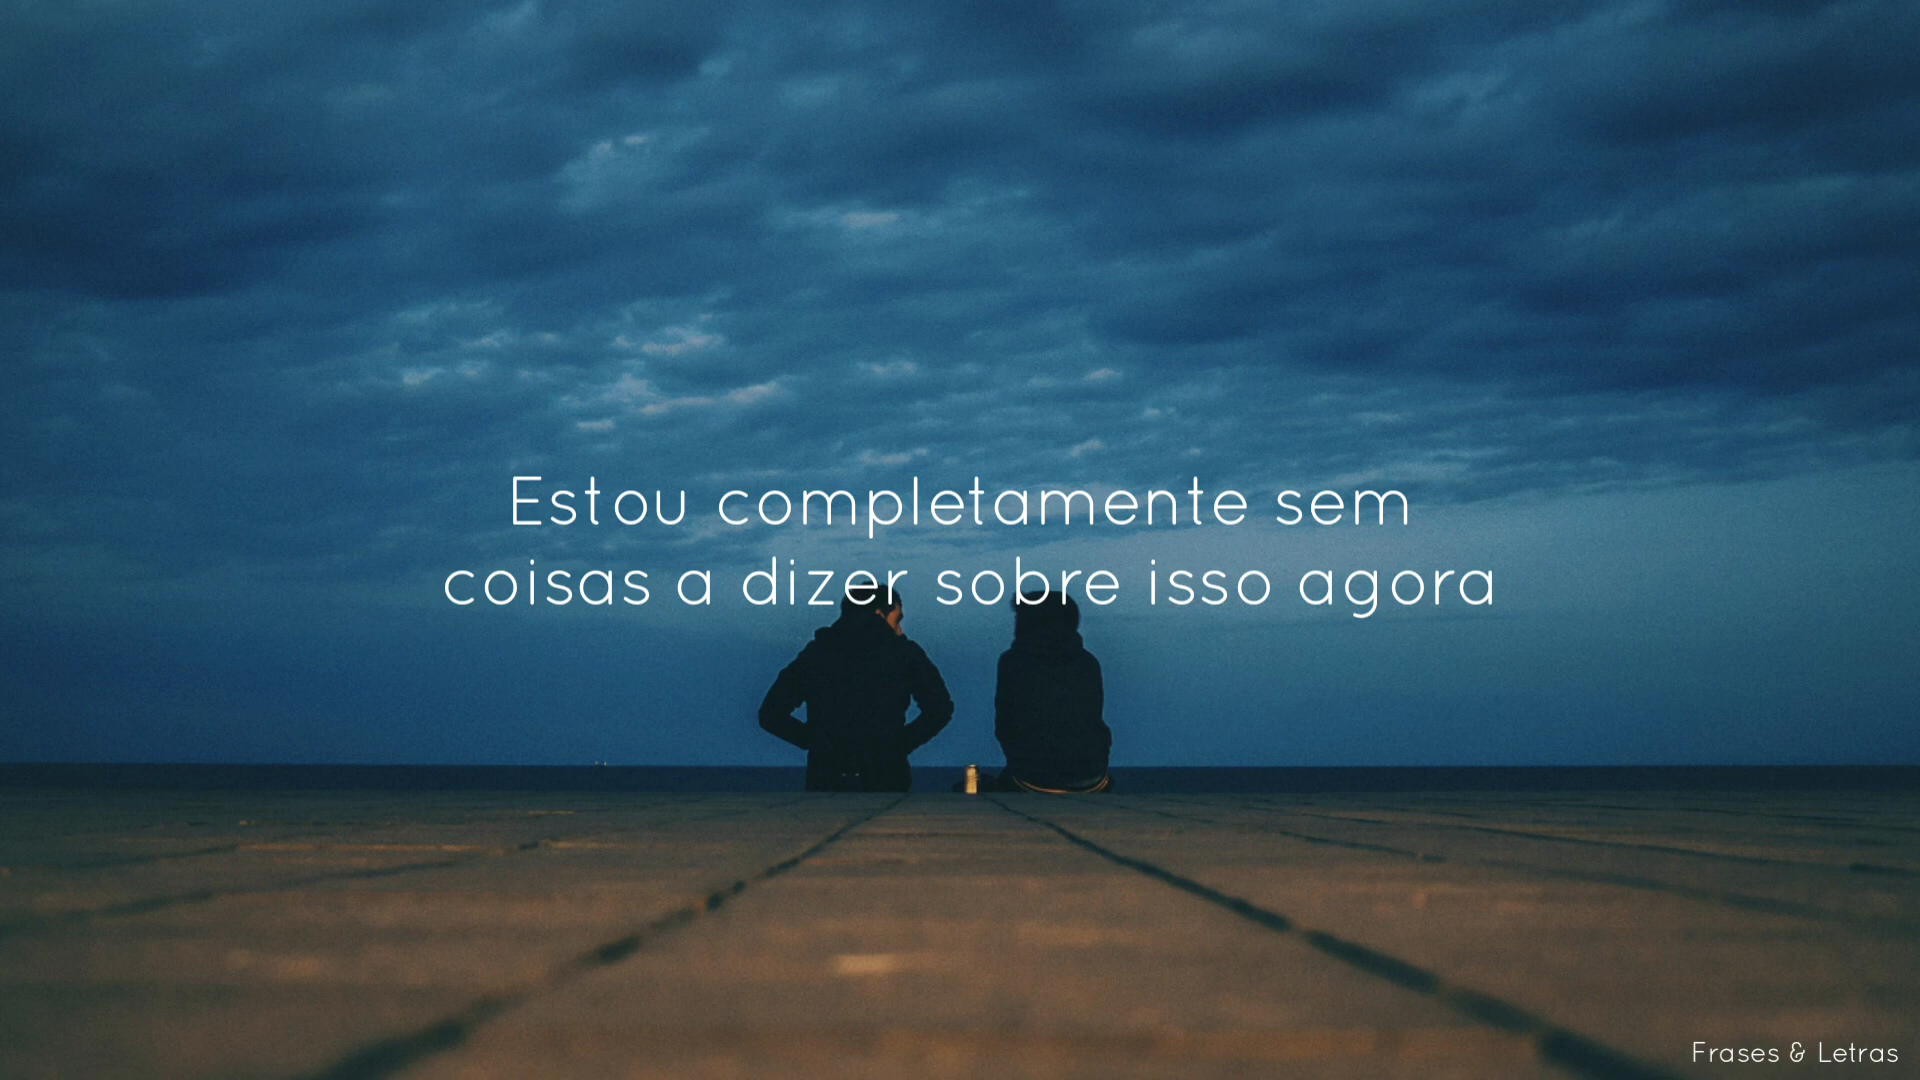 Estou completamente sem
coisas a dizer sobre isso agora
Frases & Letras